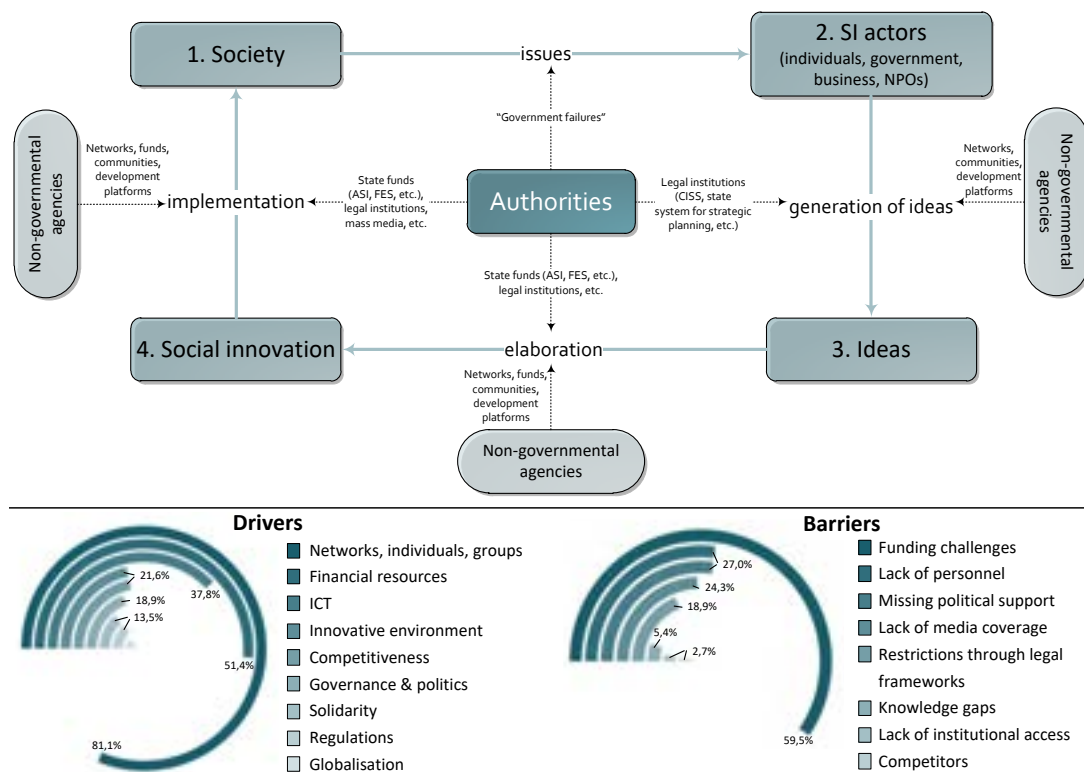 1. Society
issues
2. SI actors
(individuals, government,
business, NPOs)
"Government failures"
Non-governmental
agencies
Networks, funds,
communities,
development
platforms
implementation
State funds
(ASI, FES, etc.),
legal institutions,
mass media, etc.
Authorities
Legal institutions
(CISS, state
system for strategic
planning, etc.)
generation of ideas
Networks,
communities,
development
platforms
Non-governmental
agencies
State funds (ASI, FES, etc.),
legal institutions, etc.
4. Social innovation
elaboration
3. Ideas
Networks, funds,
communities,
development
platforms
Non-governmental
agencies
Drivers
21,6%
37,8%
18,9%
13,5%
51,4%
81,1%
Networks, individuals, groups
Financial resources
ICT
Innovative environment
Competitiveness
Governance & politics
Solidarity
Regulations
Globalisation
Barriers
27,0%
24,3%
18,9%
5,4%
2,7%
59,5%
Funding challenges
Lack of personnel
Missing political support
Lack of media coverage
Restrictions through legal
frameworks
Knowledge gaps
Lack of institutional access
Competitors